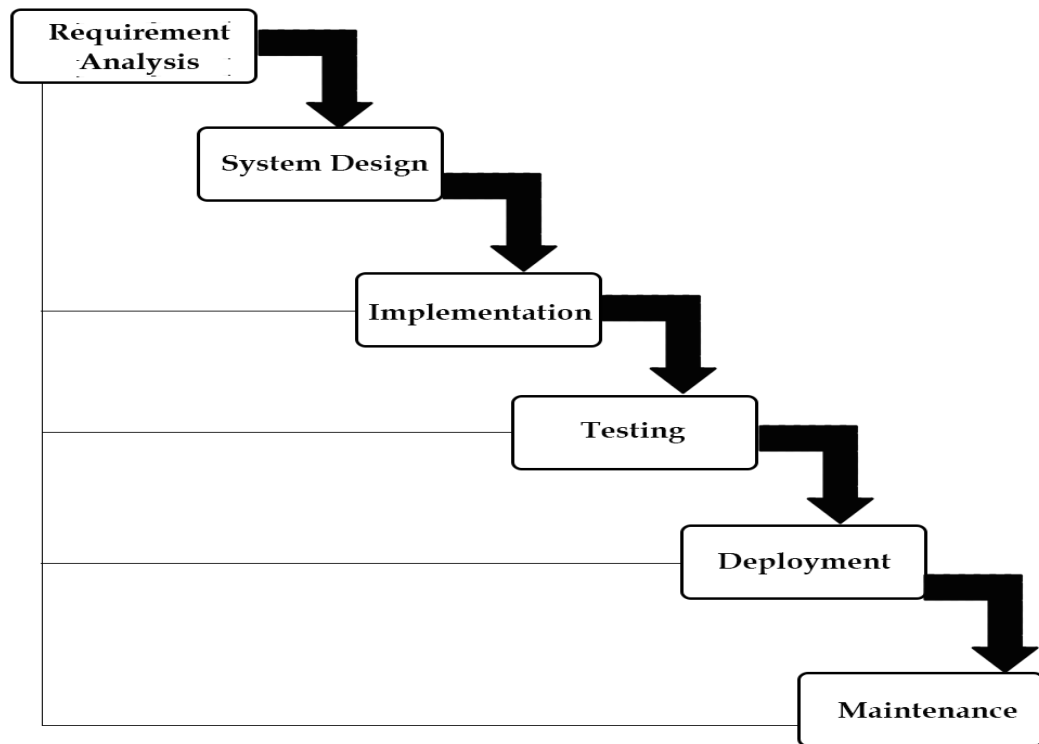 Requirement
Analysis
System Design
Implementation
Testing
Deployment
Maintenance